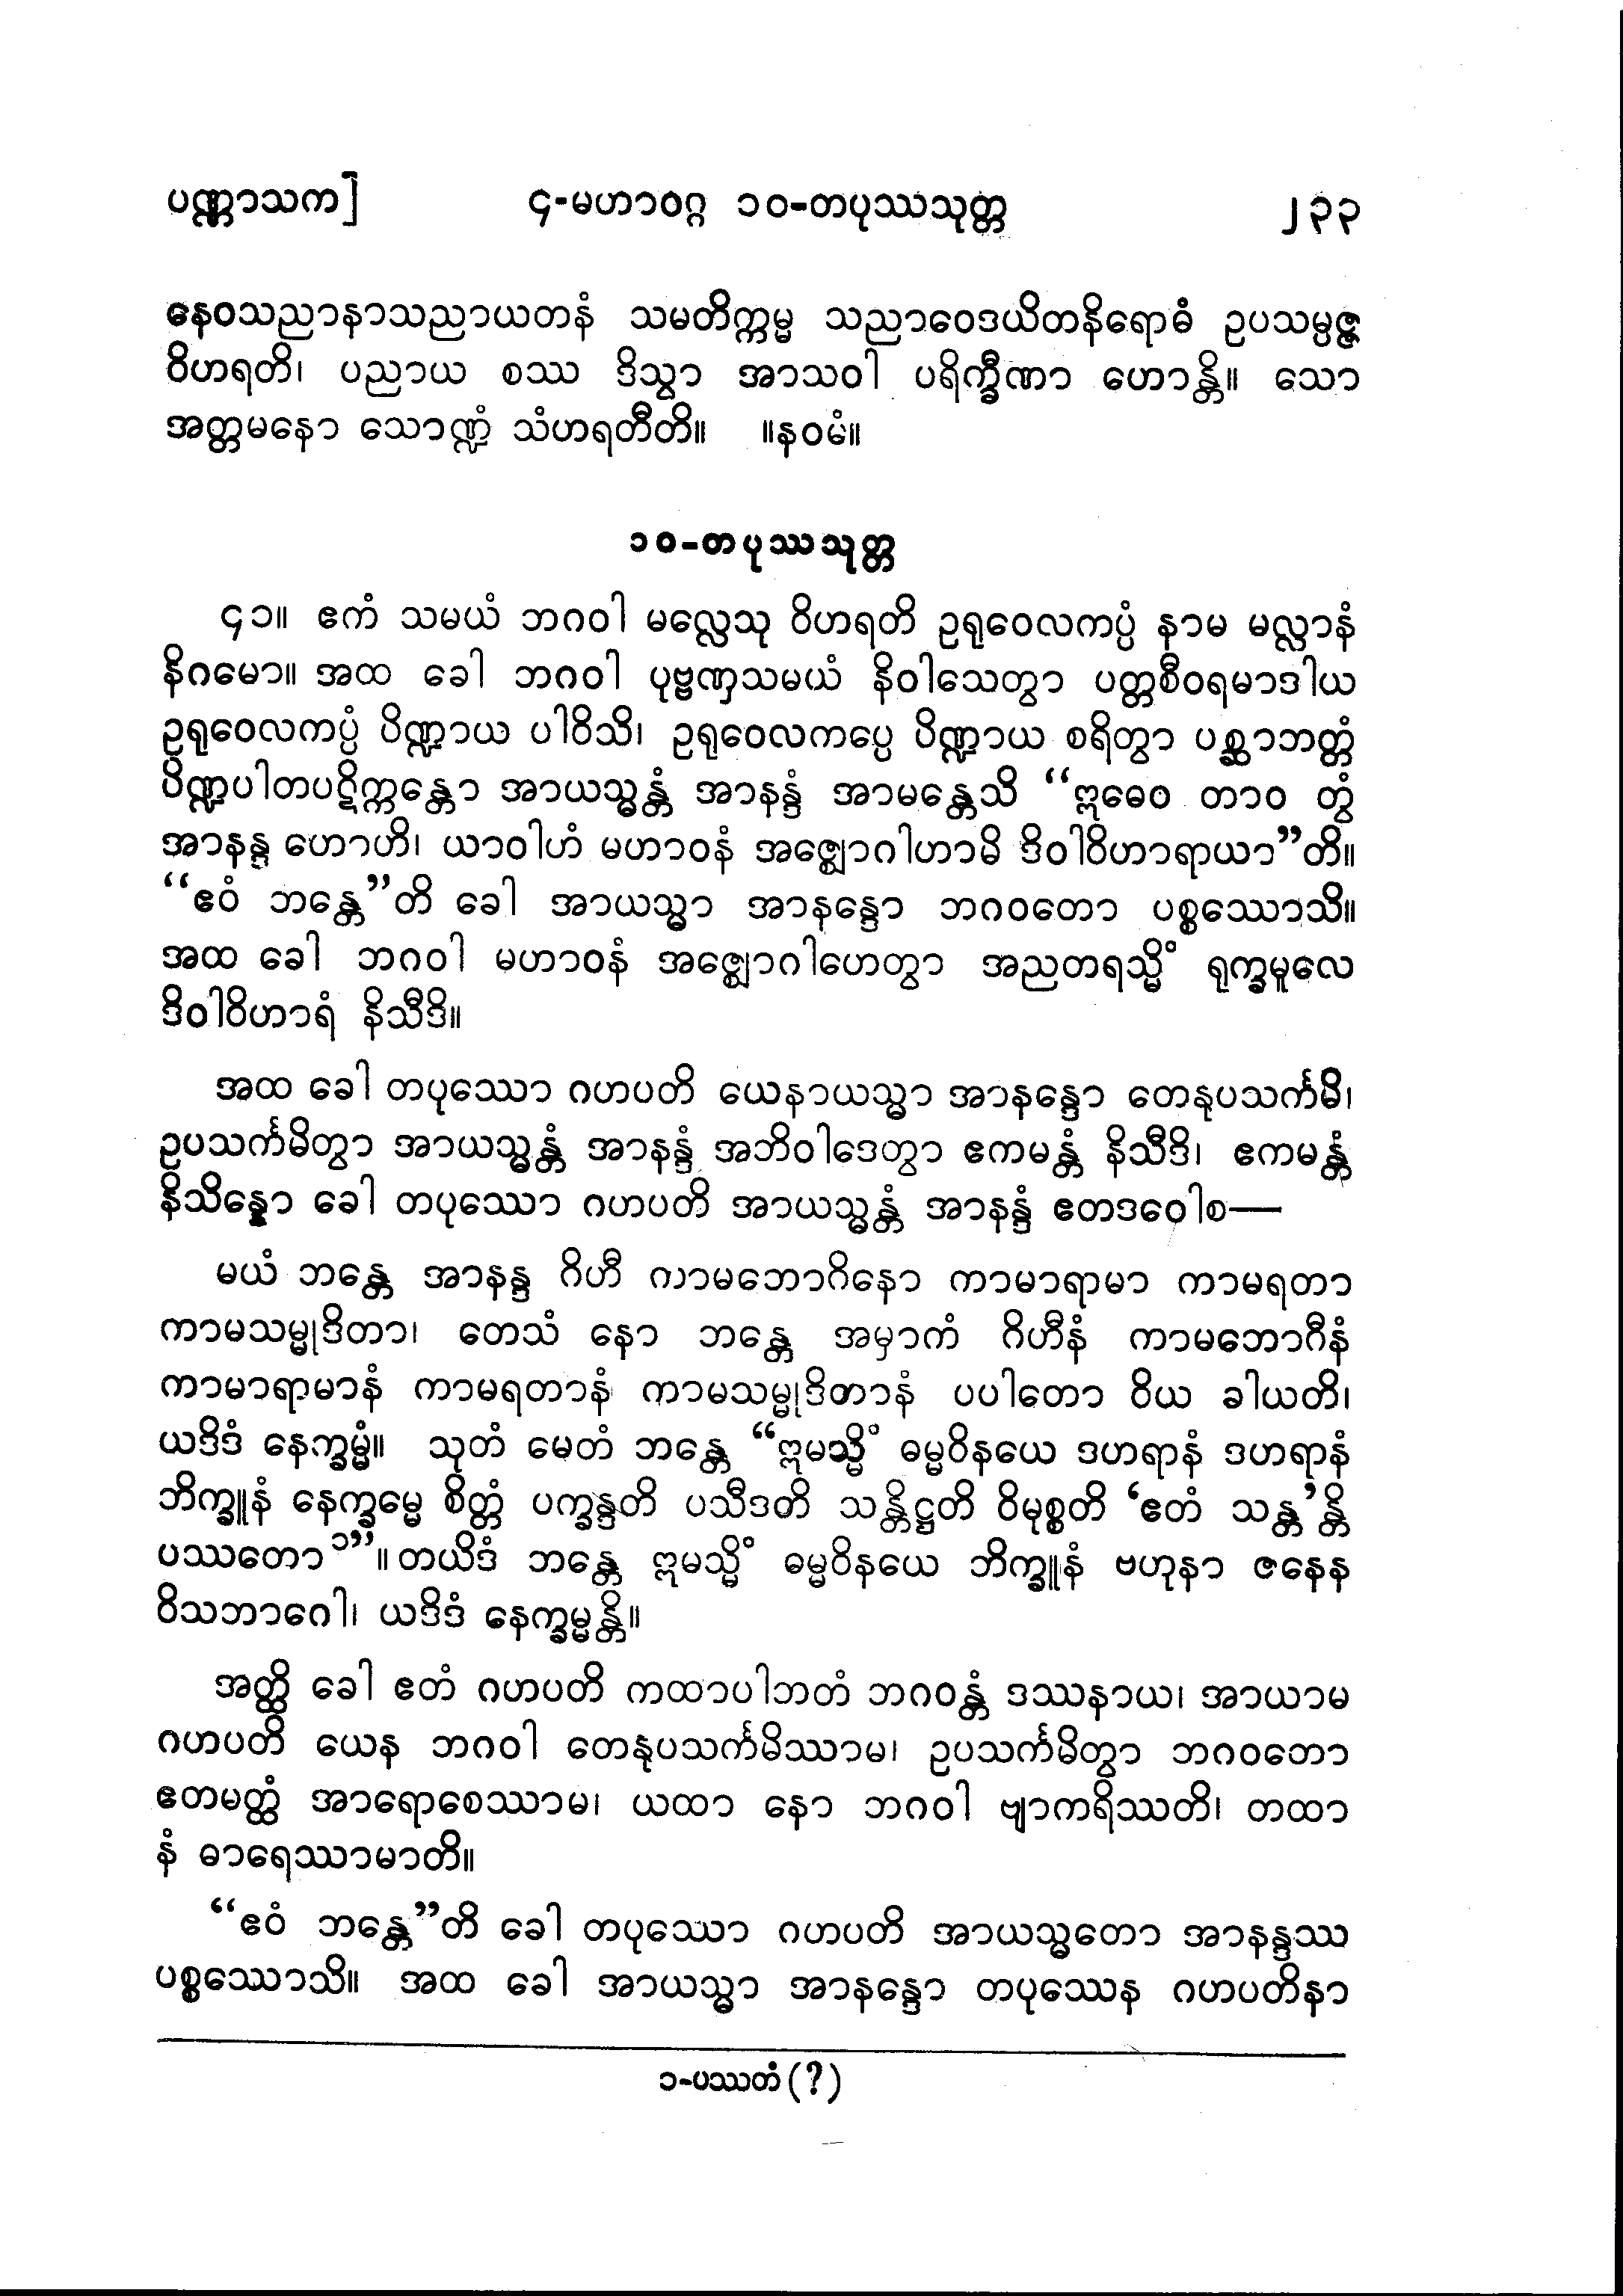 ပဏ္ဏာသက]    ၄-မဟာဝဂ္ဂ ၁၀-တပုဿသုတ္တ    ၂၃၃
နေဝသညာနာသညာယတနံ သမတိက္ကမ္မ သညာဝေဒယိတနိရောဓံ ဥပသမ္ပဇ္ဇ
ဝိဟရတိ၊ ပညာယ စဿ ဒိသွာ အာသဝါ ပရိက္ခီဏာ ဟောန္တိ။ သော
အတ္တမနော သောဏ္ဍံ သံဟရတီတိ။ ။နဝမံ။
၁၀-တပုဿသုတ္တ
၄၁။ ဧကံ သမယံ ဘဂဝါ မလ္လေသု ဝိဟရတိ ဥရုဝေလကပ္ပံ နာမ မလ္လာနံ
နိဂမော။ အထ ခေါ ဘဂဝါ ပုဗ္ဗဏှသမယံ နိဝါသေတွာ ပတ္တစီဝရမာဒါယ
ဥရုဝေလကပ္ပံ ပိဏ္ဍာယ ပါဝိသိ၊ ဥရုဝေလကပ္ပေ ပိဏ္ဍာယ စရိတွာ ပစ္ဆာဘတ္တံ
ပိဏ္ဍပါတပဋိက္ကန္တော အာယသ္မန္တံ အာနန္ဒံ အာမန္တေသိ “ဣဓေဝ တာဝ တွံ
အာနန္ဒ ဟောဟိ၊ ယာဝါဟံ မဟာဝနံ အဇ္ဈောဂါဟာမိ ဒိဝါဝိဟာရာယာ”တိ။
“ဧဝံ ဘန္တေ”တိ ခေါ အာယသ္မာ အာနန္ဒော ဘဂဝတော ပစ္စဿောသိ။
အထ ခေါ ဘဂဝါ မဟာဝနံ အဇ္ဈောဂါဟေတွာ အညတရသ္မိံ ရုက္ခမူလေ
ဒိဝါဝိဟာရံ နိသီဒိ။
အထ ခေါ တပုဿော ဂဟပတိ ယေနာယသ္မာ အာနန္ဒော တေနုပသင်္ကမိ၊
ဥပသင်္ကမိတွာ အာယသ္မန္တံ အာနန္ဒံ အဘိဝါဒေတွာ ဧကမန္တံ နိသီဒိ၊ ဧကမန္တံ
နိသိန္နော ခေါ တပုဿော ဂဟပတိ အာယသ္မန္တံ အာနန္ဒံ ဧတဒဝေါစ—
မယံ ဘန္တေ အာနန္ဒ ဂိဟီ ကာမဘောဂိနော ကာမာရာမာ ကာမရတာ
ကာမသမ္မုဒိတာ၊ တေသံ နော ဘန္တေ အမှာကံ ဂိဟီနံ ကာမဘောဂီနံ
ကာမာရာမာနံ ကာမရတာနံ ကာမသမ္မုဒိတာနံ ပပါတော ဝိယ ခါယတိ၊
ယဒိဒံ နေက္ခမ္မံ။ သုတံ မေတံ ဘန္တေ “ဣမသ္မိံ ဓမ္မဝိနယေ ဒဟရာနံ ဒဟရာနံ
ဘိက္ခူနံ နေက္ခမ္မေ စိတ္တံ ပက္ခန္ဒတိ ပသီဒတိ သန္တိဋ္ဌတိ ဝိမုစ္စတိ ‘ဧတံ သန္တ’န္တိ
ပဿတော၁”။ တယိဒံ ဘန္တေ ဣမသ္မိံ ဓမ္မဝိနယေ ဘိက္ခူနံ ဗဟုနာ ဇနေန
ဝိသဘာဂေါ၊ ယဒိဒံ နေက္ခမ္မန္တိ။
အတ္ထိ ခေါ ဧတံ ဂဟပတိ ကထာပါဘတံ ဘဂဝန္တံ ဒဿနာယ၊ အာယာမ
ဂဟပတိ ယေန ဘဂဝါ တေနုပသင်္ကမိဿာမ၊ ဥပသင်္ကမိတွာ ဘဂဝတော
ဧတမတ္ထံ အာရောစေဿာမ၊ ယထာ နော ဘဂဝါ ဗျာကရိဿတိ၊ တထာ
နံ ဓာရေဿာမာတိ။
“ဧဝံ ဘန္တေ”တိ ခေါ တပုဿော ဂဟပတိ အာယသ္မတော အာနန္ဒဿ
ပစ္စဿောသိ။ အထ ခေါ အာယသ္မာ အာနန္ဒော တပုဿေန ဂဟပတိနာ
၁-ပဿတံ (?)